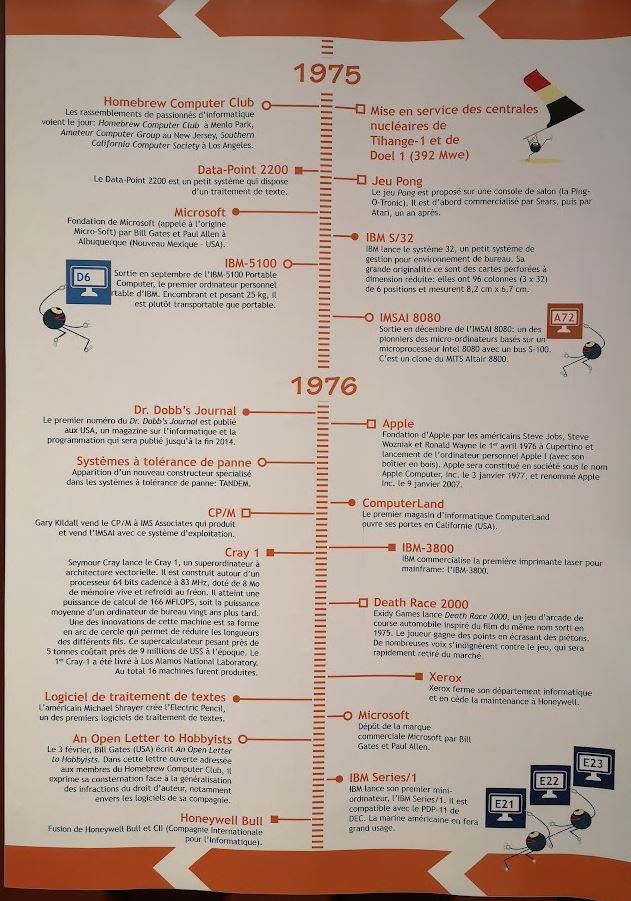 1975
Homebrew Computer Club
Les rassemblements de passionnés d'informatique
voient le jour: Homebrew Computer Club à Menlo Park,
Amateur Computer Group au New Jersey, Southern
California Computer Society à Los Angeles.
Mise en service des centrales
nucléaires de
Tihange-1 et de
Doel 1 (392 Mwe)
Data-Point 2200
Le Data-Point 2200 est un petit système qui dispose
d'un traitement de texte.
Jeu Pong
Le jeu Pong est proposé sur une console de salon (la Ping-
O-Tronic). Il est d'abord commercialisé par Sears, puis par
Atari, un an après.
Microsoft
Fondation de Microsoft (appelé à l'origine
Micro-Soft) par Bill Gates et Paul Allen à
Albuquerque (Nouveau Mexique - USA).
IBM S/32
IBM lance le système 32, un petit système de
gestion pour environnement de bureau. Sa
grande originalité ce sont des cartes perforées à
dimension réduite: elles ont 96 colonnes (3 x 32)
de 6 positions et mesurent 8,2 cm x 6,7 cm.
IBM-5100
D6
Sortie en septembre de l'IBM-5100 Portable
Computer, le premier ordinateur personnel
rtable d'IBM. Encombrant et pesant 25 kg, il
est plutôt transportable que portable.
IMSAI 8080
A72
Sortie en décembre de l'IMSAI 8080: un des
pionniers des micro-ordinateurs basés sur un
microprocesseur Intel 8080 avec un bus S-100.
C'est un clone du MITS Altair 8800.
1976
Dr. Dobb's Journal
Le premier numéro du Dr. Dobb's Journal est publié
aux USA, un magazine sur l'informatique et la
programmation qui sera publié jusqu'à la fin 2014.
Apple
Fondation d'Apple par les américains Steve Jobs, Steve
Wozniak et Ronald Wayne le 1er avril 1976 à Cupertino et
lancement de l'ordinateur personnel Apple I (avec son
boîtier en bois). Apple sera constitué en société sous le nom
Apple Computer, Inc. le 3 janvier 1977, et renommé Apple
Inc. le 9 janvier 2007.
Systèmes à tolérance de panne
Apparition d'un nouveau constructeur spécialisé
dans les systèmes à tolérance de panne: TANDEM.
ComputerLand
Le premier magasin d'informatique ComputerLand
ouvre ses portes en Californie (USA).
CP/M
Gary Kildall vend le CP/M à IMS Associates qui produit
et vend l'IMSAI avec ce système d'exploitation.
IBM-3800
IBM commercialise la première imprimante laser pour
mainframe: l'IBM-3800.
Cray 1
Seymour Cray lance le Cray 1, un superordinateur à
architecture vectorielle. Il est construit autour d'un
processeur 64 bits cadencé à 83 MHz, doté de 8 Mo
de mémoire vive et refroidi au fréon. Il atteint une
puissance de calcul de 166 MFLOPS, soit la puissance
moyenne d'un ordinateur de bureau vingt ans plus tard.
Une des innovations de cette machine est sa forme
en arc de cercle qui permet de réduire les longueurs
des différents fils. Ce supercalculateur pesant près de
5 tonnes coûtait près de 9 millions de US$ à l'époque. Le
1er Cray-1 a été livré à Los Alamos National Laboratory.
Au total 16 machines furent produites.
Death Race 2000
Exidy Games lance Death Race 2000, un jeu d'arcade de
course automobile inspiré du film du même nom sorti en
1975. Le joueur gagne des points en écrasant des piétons.
De nombreuses voix s'indignèrent contre le jeu, qui sera
rapidement retiré du marché.
Xerox
Xerox ferme son département informatique
et en cède la maintenance à Honeywell.
Logiciel de traitement de textes
L'américain Michael Shrayer crée l'Electric Pencil,
un des premiers logiciels de traitement de textes.
Microsoft
Dépôt de la marque
commerciale Microsoft par Bill
Gates et Paul Allen.
An Open Letter to Hobbyists
Le 3 février, Bill Gates (USA) écrit An Open Letter
to Hobbyists. Dans cette lettre ouverte adressée
aux membres du Homebrew Computer Club, il
exprime sa consternation face à la généralisation
des infractions du droit d'auteur, notamment
envers les logiciels de sa compagnie.
IBM Series/1
IBM lance son premier mini-
ordinateur, l'IBM Series/1. Il est
compatible avec le PDP-11 de
DEC. La marine américaine en fera
grand usage.
E21
E22
E23
Honeywell Bull
Fusion de Honeywell Bull et CII (Compagnie Internationale
pour l'Informatique).